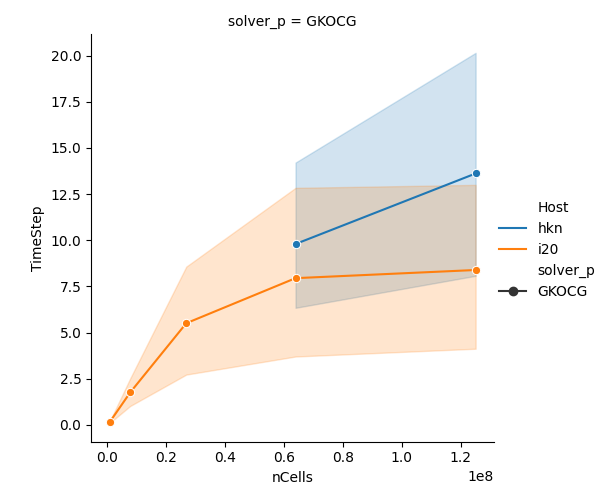 solver_p = GKOCG
20.0
17.5
15.0
12.5
10.0
7.5
5.0
2.5
0.0
TimeStep
0.0 0.2 0.4 0.6 0.8 1.0 1.2
1e8
nCells
Host
hkn
i20
solver_p
GKOCG